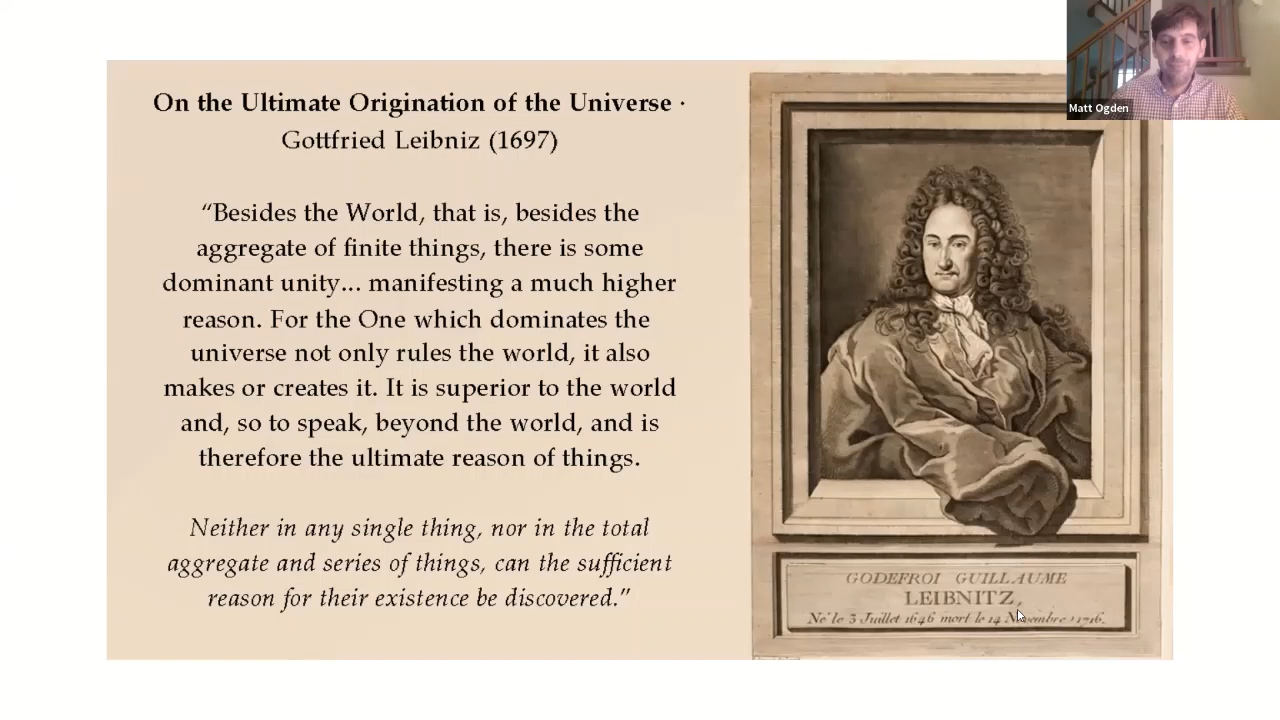 On the Ultimate Origination of the Universe ·
Gottfried Leibniz (1697)
“Besides the World, that is, besides the
aggregate of finite things, there is some
dominant unity... manifesting a much higher
reason. For the One which dominates the
universe not only rules the world, it also
makes or creates it. It is superior to the world
and, so to speak, beyond the world, and is
therefore the ultimate reason of things.
Neither in any single thing, nor in the total
aggregate and series of things, can the sufficient
reason for their existence be discovered.”
Matt Ogden
GODEFROI GUILLAUME
LEIBNITZ,
Né le 3 Juillet 1646 mort le 14 Novembre 1716.